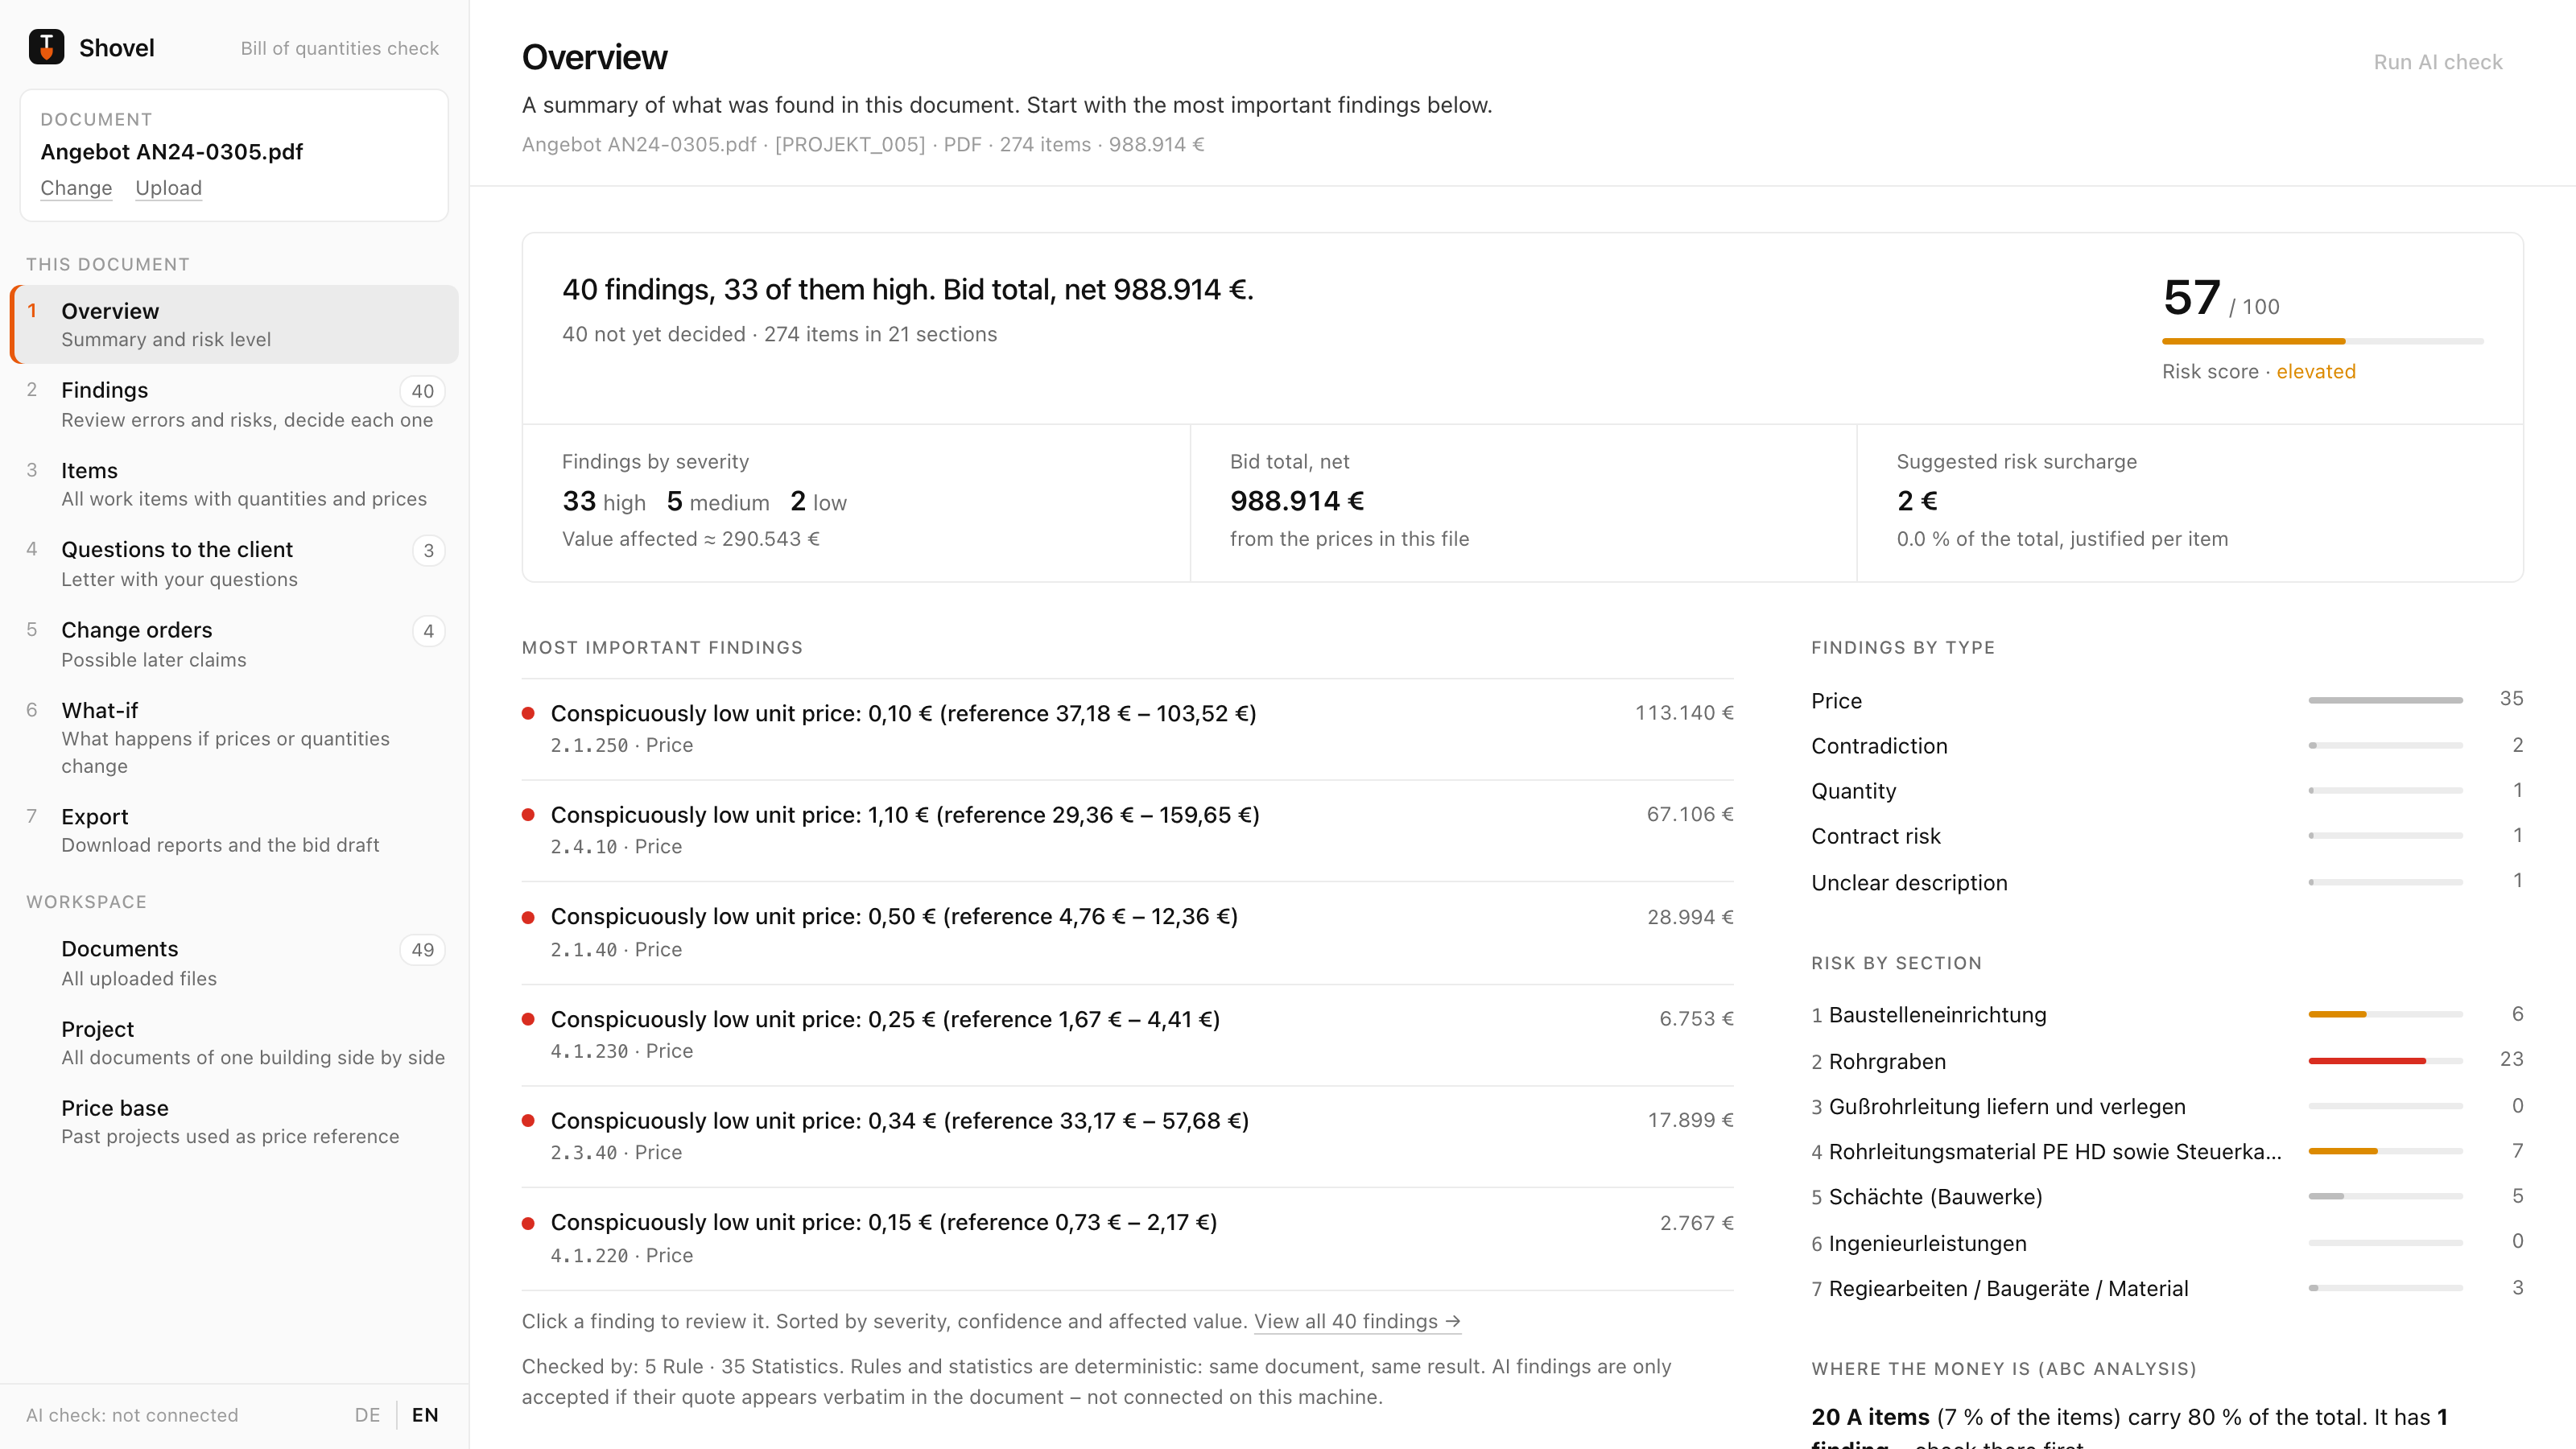 Shovel
Bill of quantities check
DOCUMENT
Angebot AN24-0305.pdf
Change Upload
THIS DOCUMENT
1 Overview
Summary and risk level
2 Findings 40
Review errors and risks, decide each one
3 Items
All work items with quantities and prices
4 Questions to the client 3
Letter with your questions
5 Change orders 4
Possible later claims
6 What-if
What happens if prices or quantities
change
7 Export
Download reports and the bid draft
WORKSPACE
Documents 49
All uploaded files
Project
All documents of one building side by side
Price base
Past projects used as price reference
AI check: not connected
DE EN
Overview
Run AI check
A summary of what was found in this document. Start with the most important findings below.
Angebot AN24-0305.pdf · [PROJEKT_005] · PDF · 274 items · 988.914 €
40 findings, 33 of them high. Bid total, net 988.914 €.
40 not yet decided · 274 items in 21 sections
57 / 100
Risk score · elevated
Findings by severity
33 high 5 medium 2 low
Value affected ≈ 290.543 €
Bid total, net
988.914 €
from the prices in this file
Suggested risk surcharge
2 €
0.0 % of the total, justified per item
MOST IMPORTANT FINDINGS
Conspicuously low unit price: 0,10 € (reference 37,18 € – 103,52 €) 113.140 €
2.1.250 · Price
Conspicuously low unit price: 1,10 € (reference 29,36 € – 159,65 €) 67.106 €
2.4.10 · Price
Conspicuously low unit price: 0,50 € (reference 4,76 € – 12,36 €) 28.994 €
2.1.40 · Price
Conspicuously low unit price: 0,25 € (reference 1,67 € – 4,41 €) 6.753 €
4.1.230 · Price
Conspicuously low unit price: 0,34 € (reference 33,17 € – 57,68 €) 17.899 €
2.3.40 · Price
Conspicuously low unit price: 0,15 € (reference 0,73 € – 2,17 €) 2.767 €
4.1.220 · Price
Click a finding to review it. Sorted by severity, confidence and affected value. View all 40 findings →
Checked by: 5 Rule · 35 Statistics. Rules and statistics are deterministic: same document, same result. AI findings are only
accepted if their quote appears verbatim in the document – not connected on this machine.
FINDINGS BY TYPE
Price 35
Contradiction 2
Quantity 1
Contract risk 1
Unclear description 1
RISK BY SECTION
1 Baustelleneinrichtung 6
2 Rohrgraben 23
3 Gußrohrleitung liefern und verlegen 0
4 Rohrleitungsmaterial PE HD sowie Steuerka... 7
5 Schächte (Bauwerke) 5
6 Ingenieurleistungen 0
7 Regiearbeiten / Baugeräte / Material 3
WHERE THE MONEY IS (ABC ANALYSIS)
20 A items (7 % of the items) carry 80 % of the total. It has 1
finding – check there first.